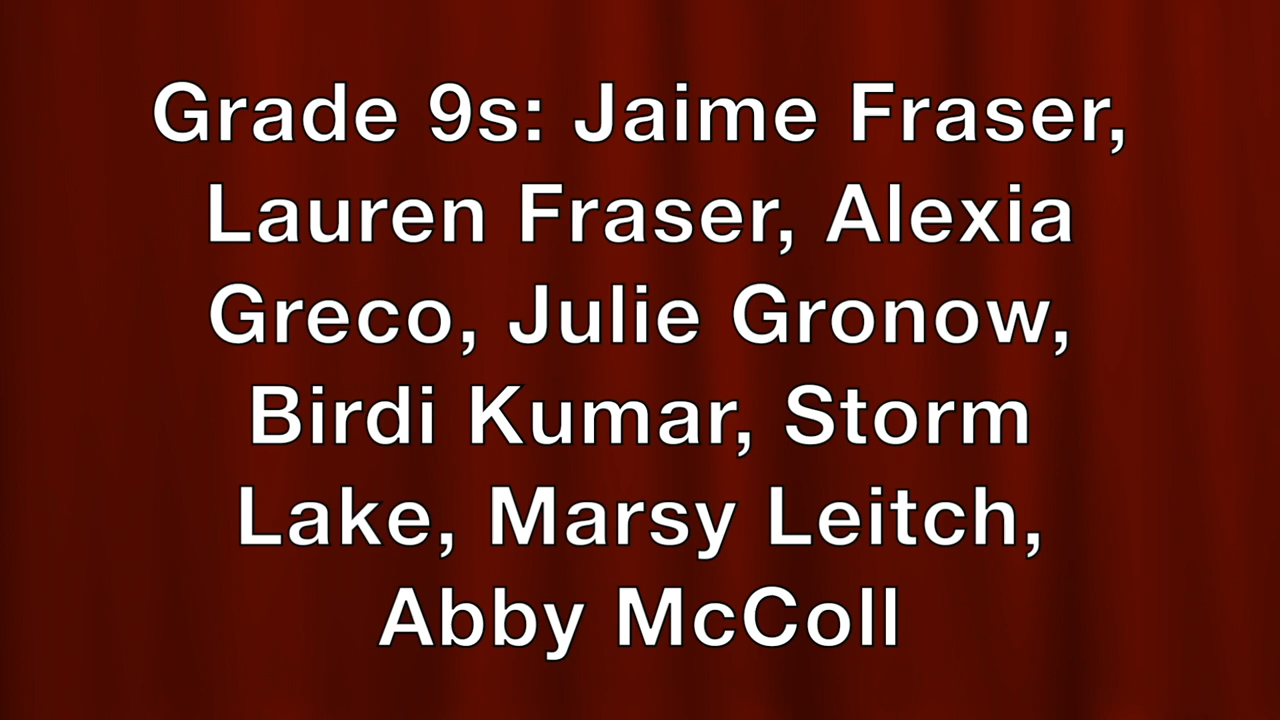 Grade 9s: Jaime Fraser,
Lauren Fraser, Alexia
Greco, Julie Gronow,
Birdi Kumar, Storm
Lake, Marsy Leitch,
Abby McColl